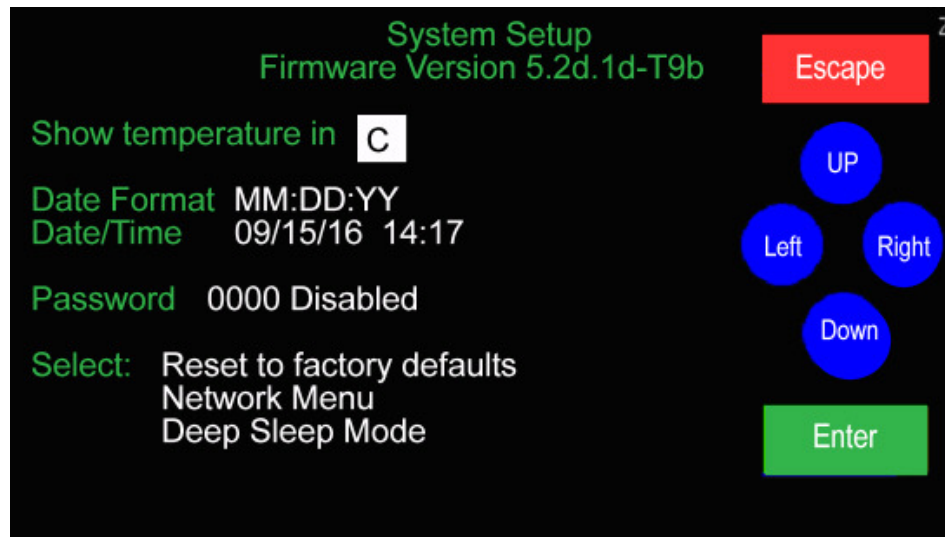 System Setup
Firmware Version 5.2d.1d-T9b
Escape
Show temperature in C
UP
Date Format MM:DD:YY
Date/Time 09/15/16 14:17
Left Right
Password 0000 Disabled
Down
Select: Reset to factory defaults
Network Menu
Deep Sleep Mode
Enter